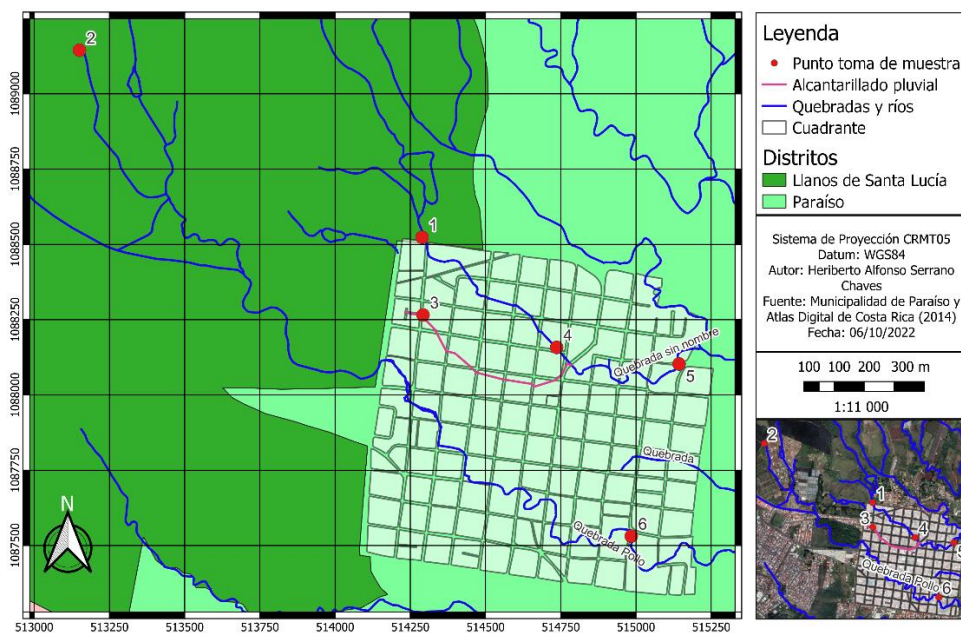 2
1
3
4
5
6
Quebrada sin nombre
Quebrada
Quebrada Pollo
N
1089000
1088750
1088500
1088250
1088000
1087750
1087500
513000
513250
513500
513750
514000
514250
514500
514750
515000
515250
Leyenda
Punto toma de muestra
Alcantarillado pluvial
Quebradas y ríos
Cuadrante
Distritos
Llanos de Santa Lucía
Paraíso
Sistema de Proyección CRMT05
Datum: WGS84
Autor: Heriberto Alfonso Serrano
Chaves
Fuente: Municipalidad de Paraíso y
Atlas Digital de Costa Rica (2014)
Fecha: 06/10/2022
100 100 200 300 m
1:11 000
2
1
3
4
5
Quebrada Pollo
6